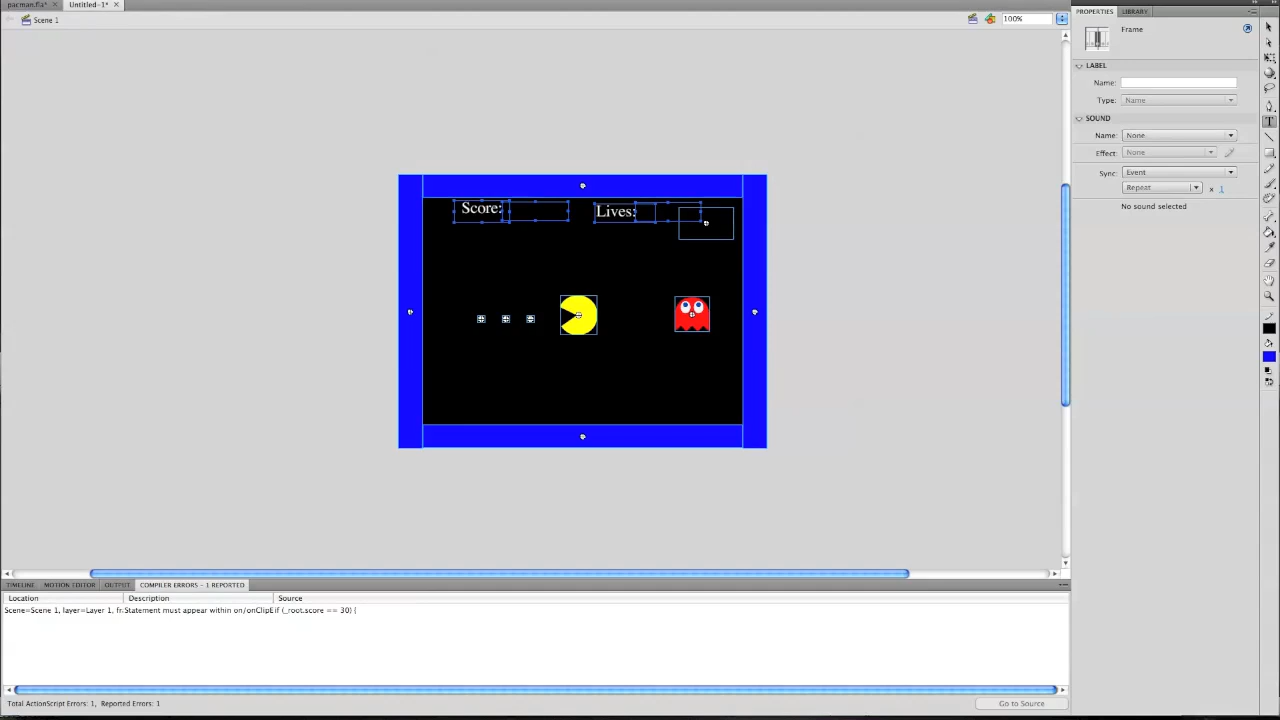 pacman.fla*
Untitled-1*
Scene 1
100%
PROPERTIES
LIBRARY
Frame
LABEL
Name:
Type: Name
SOUND
Name: None
Effect: None
Sync: Event
Repeat x 1
No sound selected
Score:
Lives:
TIMELINE
MOTION EDITOR
OUTPUT
COMPILER ERRORS – 1 REPORTED
Location Description Source
Scene=Scene 1, layer=Layer 1, fr.Statement must appear within on/onClipE if (_root.score == 30) {
Total ActionScript Errors: 1, Reported Errors: 1
Go to Source